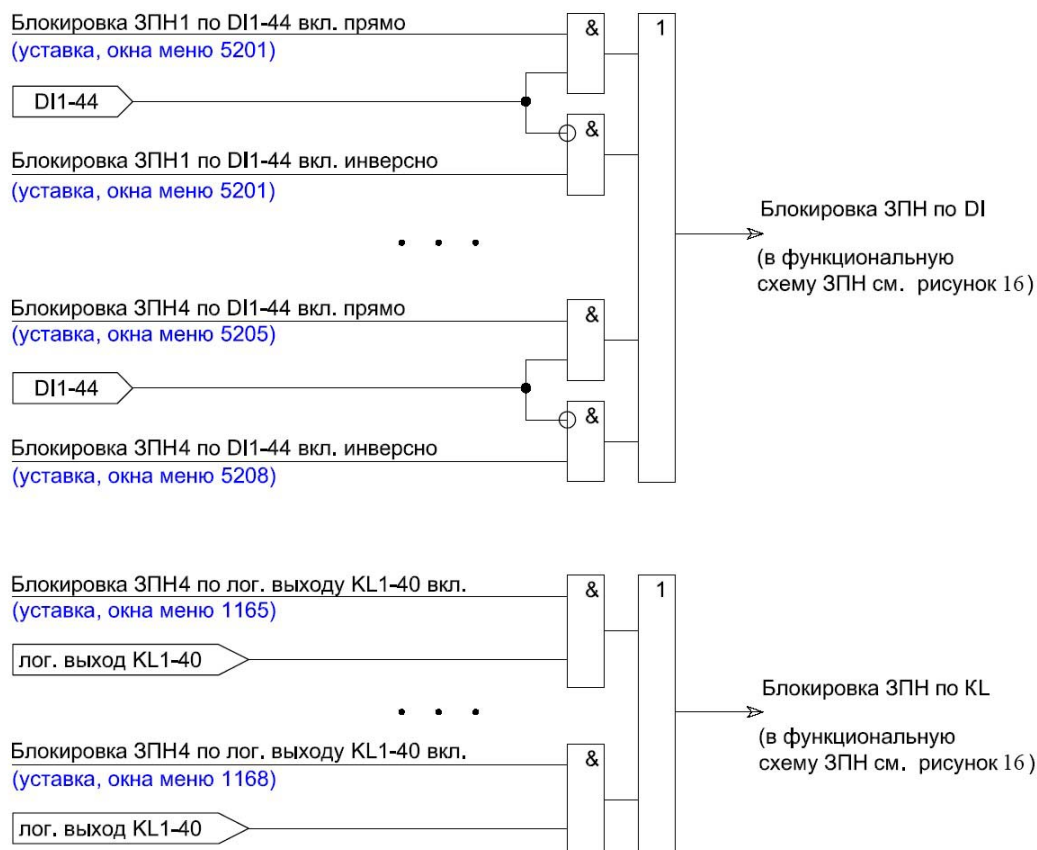 Блокировка ЗПН1 по DI1-44 вкл. прямо
(уставка, окна меню 5201)
&
1
DI1-44
&
Блокировка ЗПН1 по DI1-44 вкл. инверсно
(уставка, окна меню 5201)
Блокировка ЗПН по DI
. . .
(в функциональную
схему ЗПН см. рисунок 16)
Блокировка ЗПН4 по DI1-44 вкл. прямо
(уставка, окна меню 5205)
&
DI1-44
&
Блокировка ЗПН4 по DI1-44 вкл. инверсно
(уставка, окна меню 5208)
Блокировка ЗПН4 по лог. выходу KL1-40 вкл.
(уставка, окна меню 1165)
&
1
лог. выход KL1-40
Блокировка ЗПН по KL
. . .
(в функциональную
схему ЗПН см. рисунок 16)
Блокировка ЗПН4 по лог. выходу KL1-40 вкл.
(уставка, окна меню 1168)
&
лог. выход KL1-40